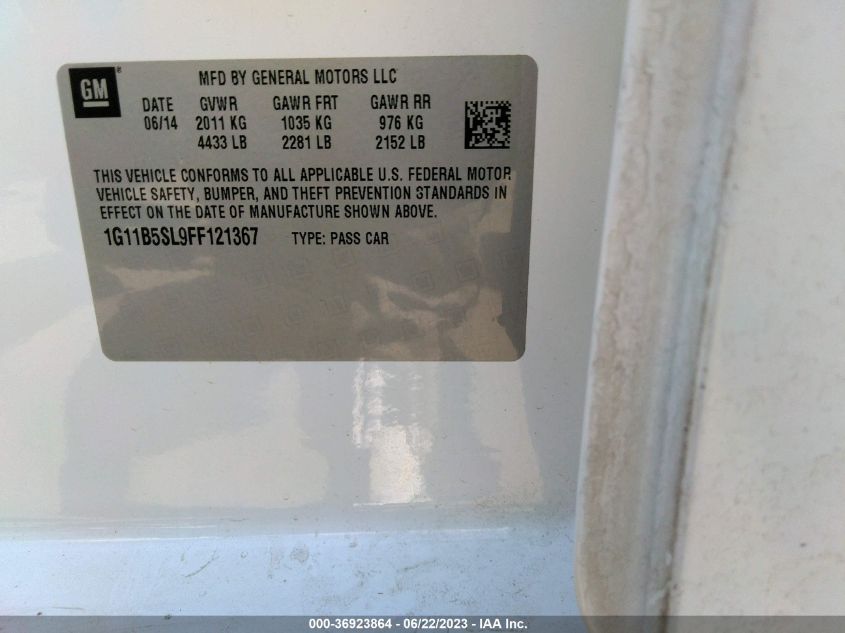 GM ®
MFD BY GENERAL MOTORS LLC
DATE GVWR GAWR FRT GAWR RR
06/14 2011 KG 1035 KG 976 KG
4433 LB 2281 LB 2152 LB
THIS VEHICLE CONFORMS TO ALL APPLICABLE U.S. FEDERAL MOTOR
VEHICLE SAFETY, BUMPER, AND THEFT PREVENTION STANDARDS IN
EFFECT ON THE DATE OF MANUFACTURE SHOWN ABOVE.
1G11B5SL9FF121367 TYPE: PASS CAR
000-36923864 - 06/22/2023 - IAA Inc.